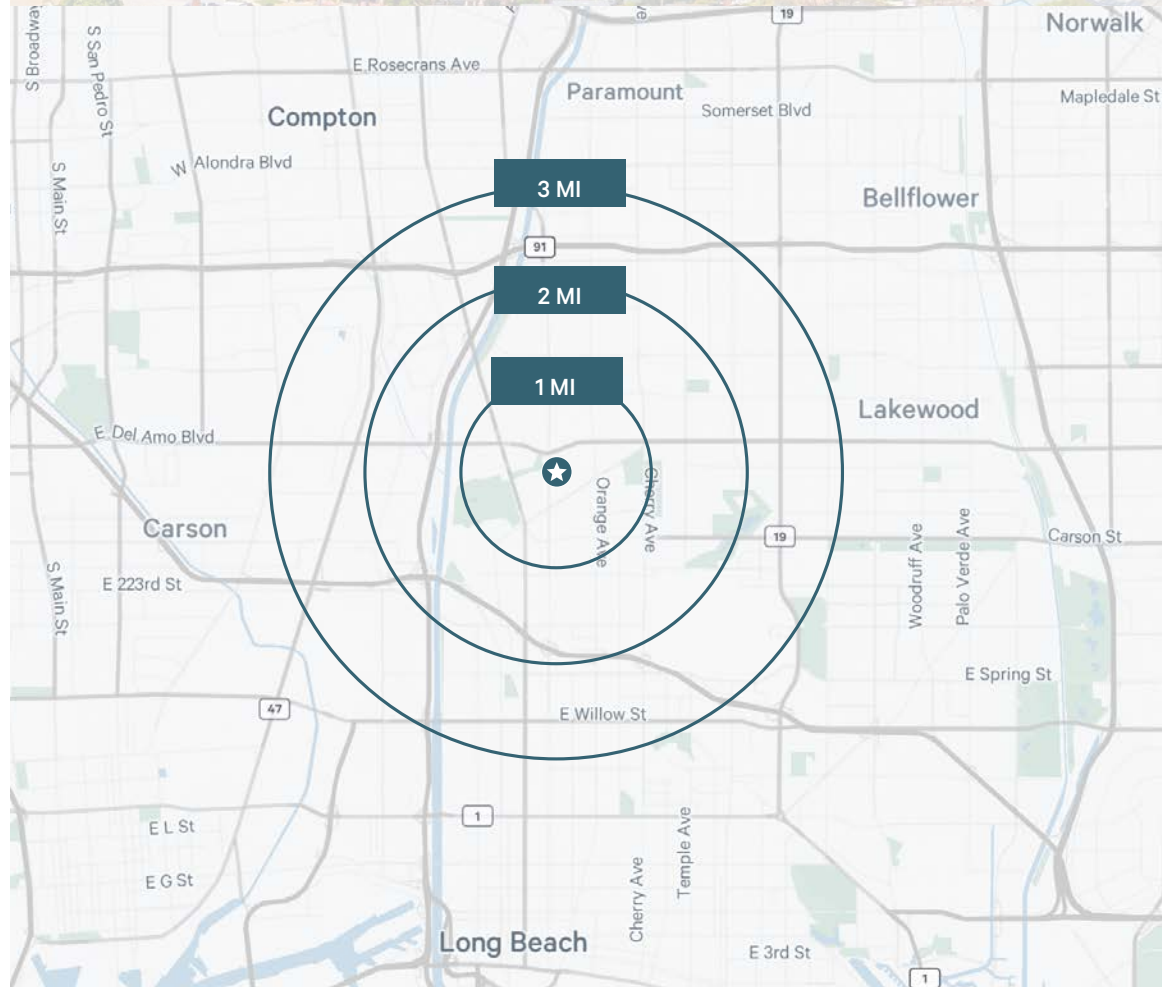 19
Norwalk
S Broadway
S San Pedro St
E Rosecrans Ave
Paramount
Mapledale St
Somerset Blvd
Compton
W Alondra Blvd
S Main St
3 MI
Bellflower
91
2 MI
1 MI
Lakewood
E Del Amo Blvd
Orange Ave
Cherry Ave
Carson
19
Carson St
Woodruff Ave
Palo Verde Ave
E 223rd St
S Main St
E Spring St
47
E Willow St
1
E L St
Temple Ave
E G St
Cherry Ave
Long Beach
E 3rd St
1